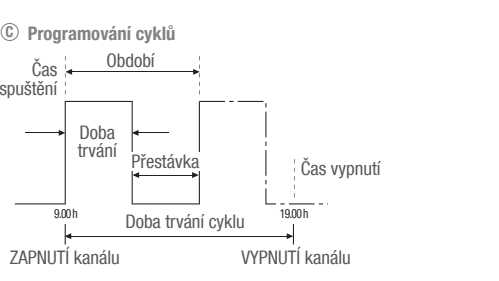 Ⓒ Programování cyklů
Čas spuštění
Období
Doba trvání
Přestávka
Čas vypnutí
9.00 h
19.00 h
Doba trvání cyklu
ZAPNUTÍ kanálu
VYPNUTÍ kanálu